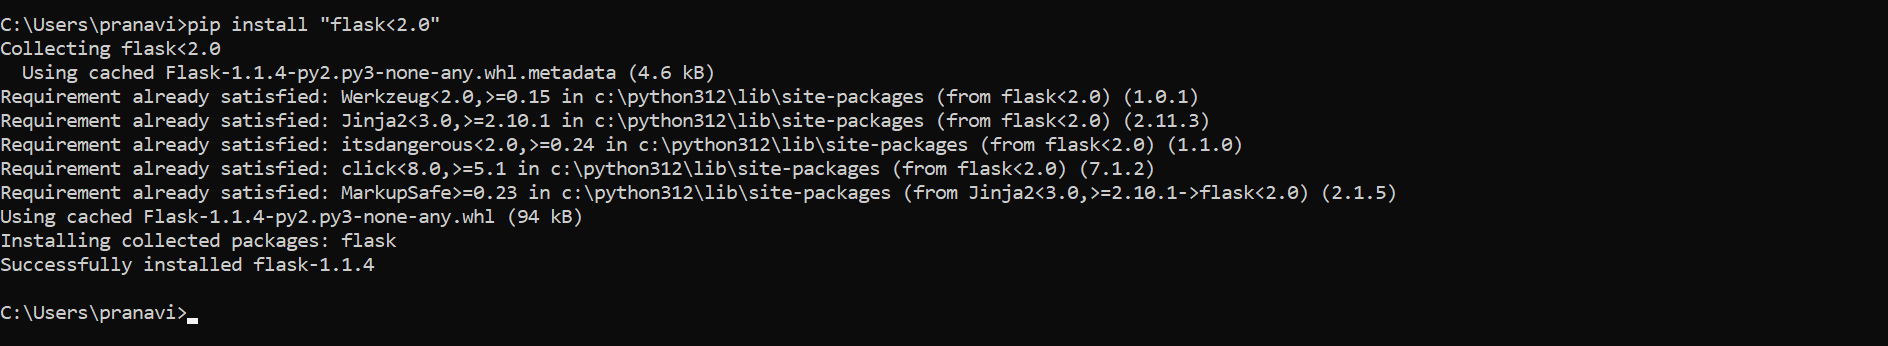 C:\Users\pranavi>pip install "flask<2.0"
Collecting flask<2.0
  Using cached Flask-1.1.4-py2.py3-none-any.whl.metadata (4.6 kB)
Requirement already satisfied: Werkzeug<2.0,>=0.15 in c:\python312\lib\site-packages (from flask<2.0) (1.0.1)
Requirement already satisfied: Jinja2<3.0,>=2.10.1 in c:\python312\lib\site-packages (from flask<2.0) (2.11.3)
Requirement already satisfied: itsdangerous<2.0,>=0.24 in c:\python312\lib\site-packages (from flask<2.0) (1.1.0)
Requirement already satisfied: click<8.0,>=5.1 in c:\python312\lib\site-packages (from flask<2.0) (7.1.2)
Requirement already satisfied: MarkupSafe>=0.23 in c:\python312\lib\site-packages (from Jinja2<3.0,>=2.10.1->flask<2.0) (2.1.5)
Using cached Flask-1.1.4-py2.py3-none-any.whl (94 kB)
Installing collected packages: flask
Successfully installed flask-1.1.4

C:\Users\pranavi>